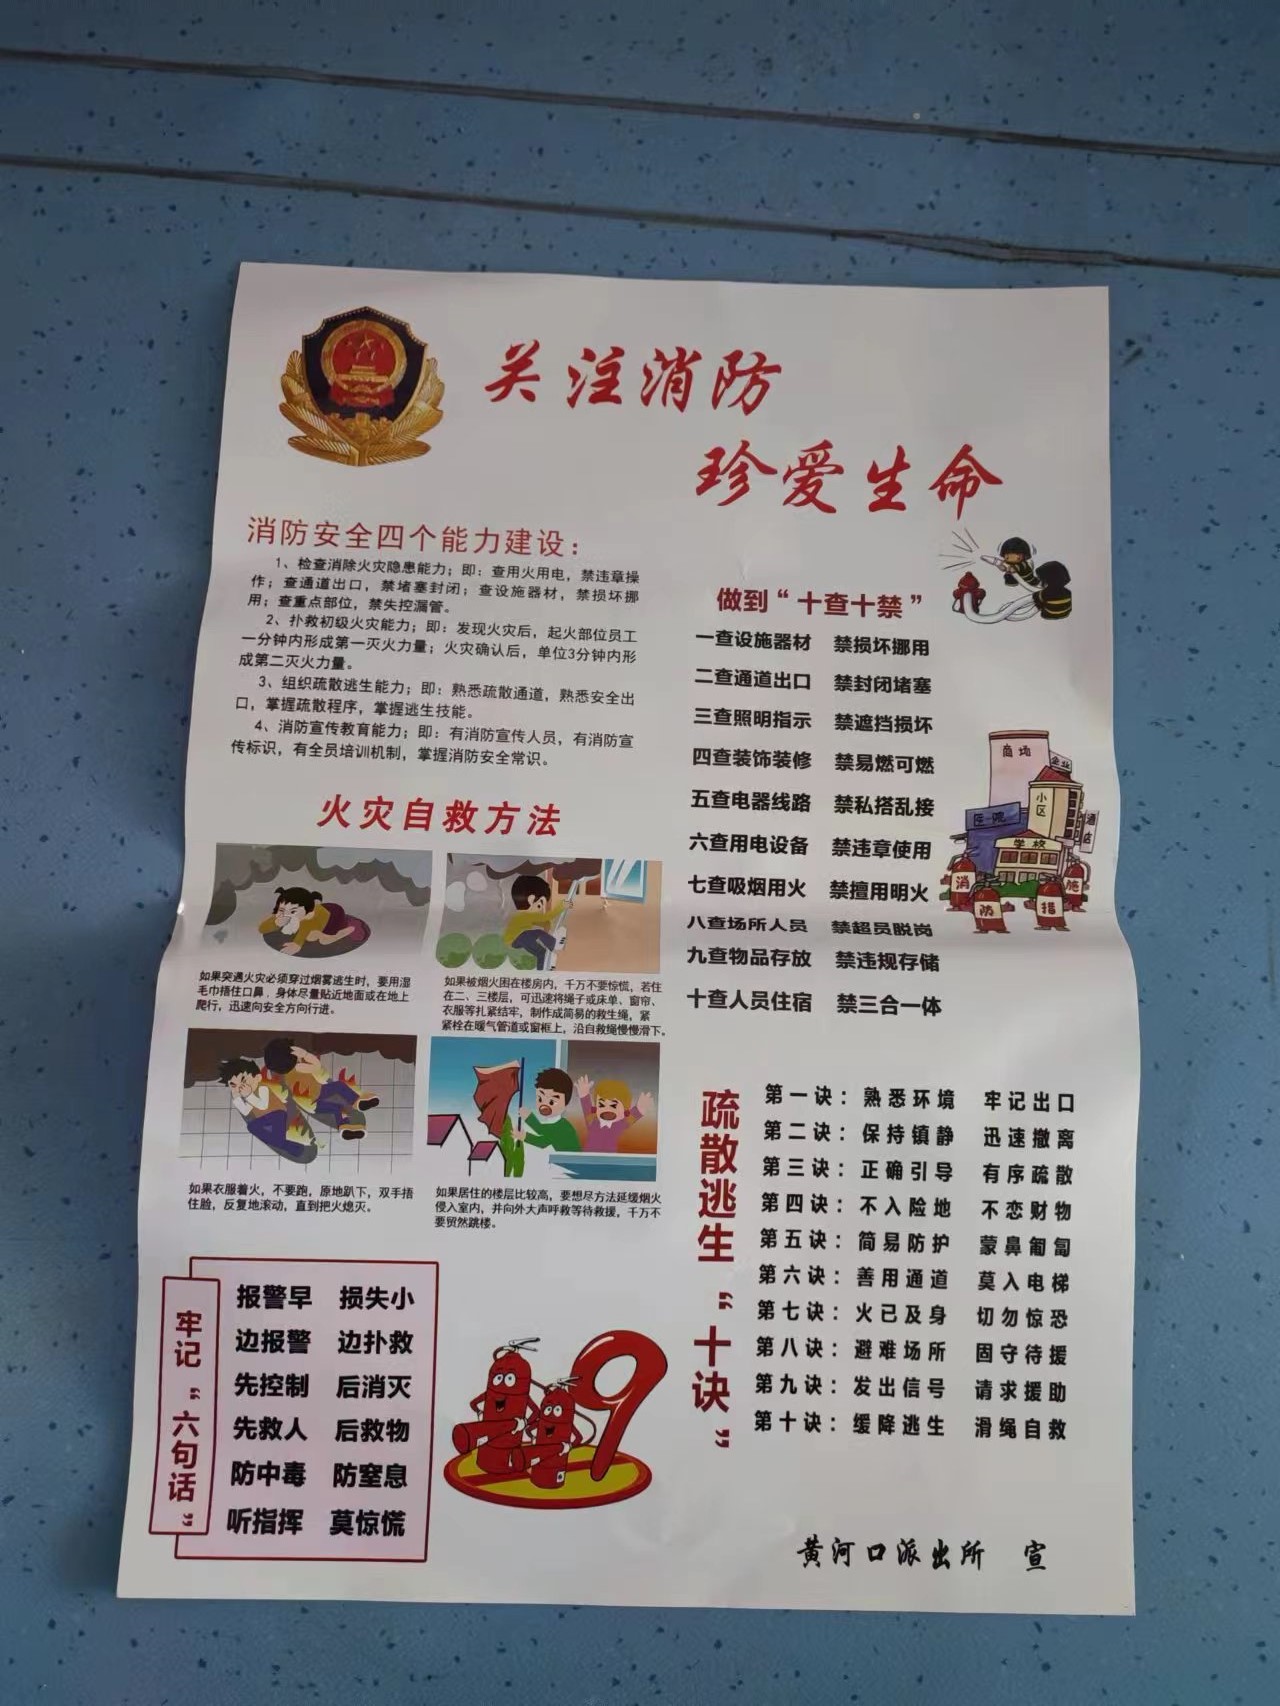 关注消防
珍爱生命
消防安全四个能力建设：
1、检查消除火灾隐患能力；即：查用火用电，禁违章操
作；查通道出口，禁堵塞封闭；查设施器材，禁损坏挪
用；查重点部位，禁失控漏管。
2、扑救初级火灾能力；即：发现火灾后，起火部位员工
一分钟内形成第一灭火力量；火灾确认后，单位3分钟内形
成第二灭火力量。
3、组织疏散逃生能力；即：熟悉疏散通道，熟悉安全出
口，掌握疏散程序，掌握逃生技能。
4、消防宣传教育能力；即：有消防宣传人员，有消防宣
传标识，有全员培训机制，掌握消防安全常识。
火灾自救方法
如果突遇火灾必须穿过烟雾逃生时，要用湿
毛巾捂住口鼻，身体尽量贴近地面或在地上
爬行，迅速向安全方向行进。
如果被烟火困在楼房内，千万不要惊慌，若住
在二、三楼层，可迅速将绳子或床单、窗帘、
衣服等扎紧结牢，制作成简易的救生绳，紧
紧栓在暖气管道或窗框上，沿自救绳慢慢滑下。
如果衣服着火，不要跑，原地趴下，双手捂
住脸，反复地滚动，直到把火熄灭。
如果居住的楼层比较高，要想尽方法延缓烟火
侵入室内，并向外大声呼救等待救援，千万不
要贸然跳楼。
牢记“六句话”
报警早 损失小
边报警 边扑救
先控制 后消灭
先救人 后救物
防中毒 防窒息
听指挥 莫惊慌
9
做到“十查十禁”
一查设施器材 禁损坏挪用
二查通道出口 禁封闭堵塞
三查照明指示 禁遮挡损坏
四查装饰装修 禁易燃可燃
五查电器线路 禁私搭乱接
六查用电设备 禁违章使用
七查吸烟用火 禁擅用明火
八查场所人员 禁超员脱岗
九查物品存放 禁违规存储
十查人员住宿 禁三合一体
商场
企业
小区
医院
酒店
学校
消防措施
疏散逃生“十诀”
第一诀：熟悉环境 牢记出口
第二诀：保持镇静 迅速撤离
第三诀：正确引导 有序疏散
第四诀：不入险地 不恋财物
第五诀：简易防护 蒙鼻匍匐
第六诀：善用通道 莫入电梯
第七诀：火已及身 切勿惊恐
第八诀：避难场所 固守待援
第九诀：发出信号 请求援助
第十诀：缓降逃生 滑绳自救
黄河口派出所 宣